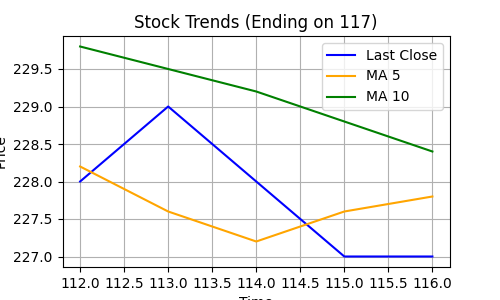 Stock Trends (Ending on 117)
Last Close
MA 5
MA 10
229.5
229.0
228.5
228.0
227.5
227.0
Price
112.0 112.5 113.0 113.5 114.0 114.5 115.0 115.5 116.0
Time